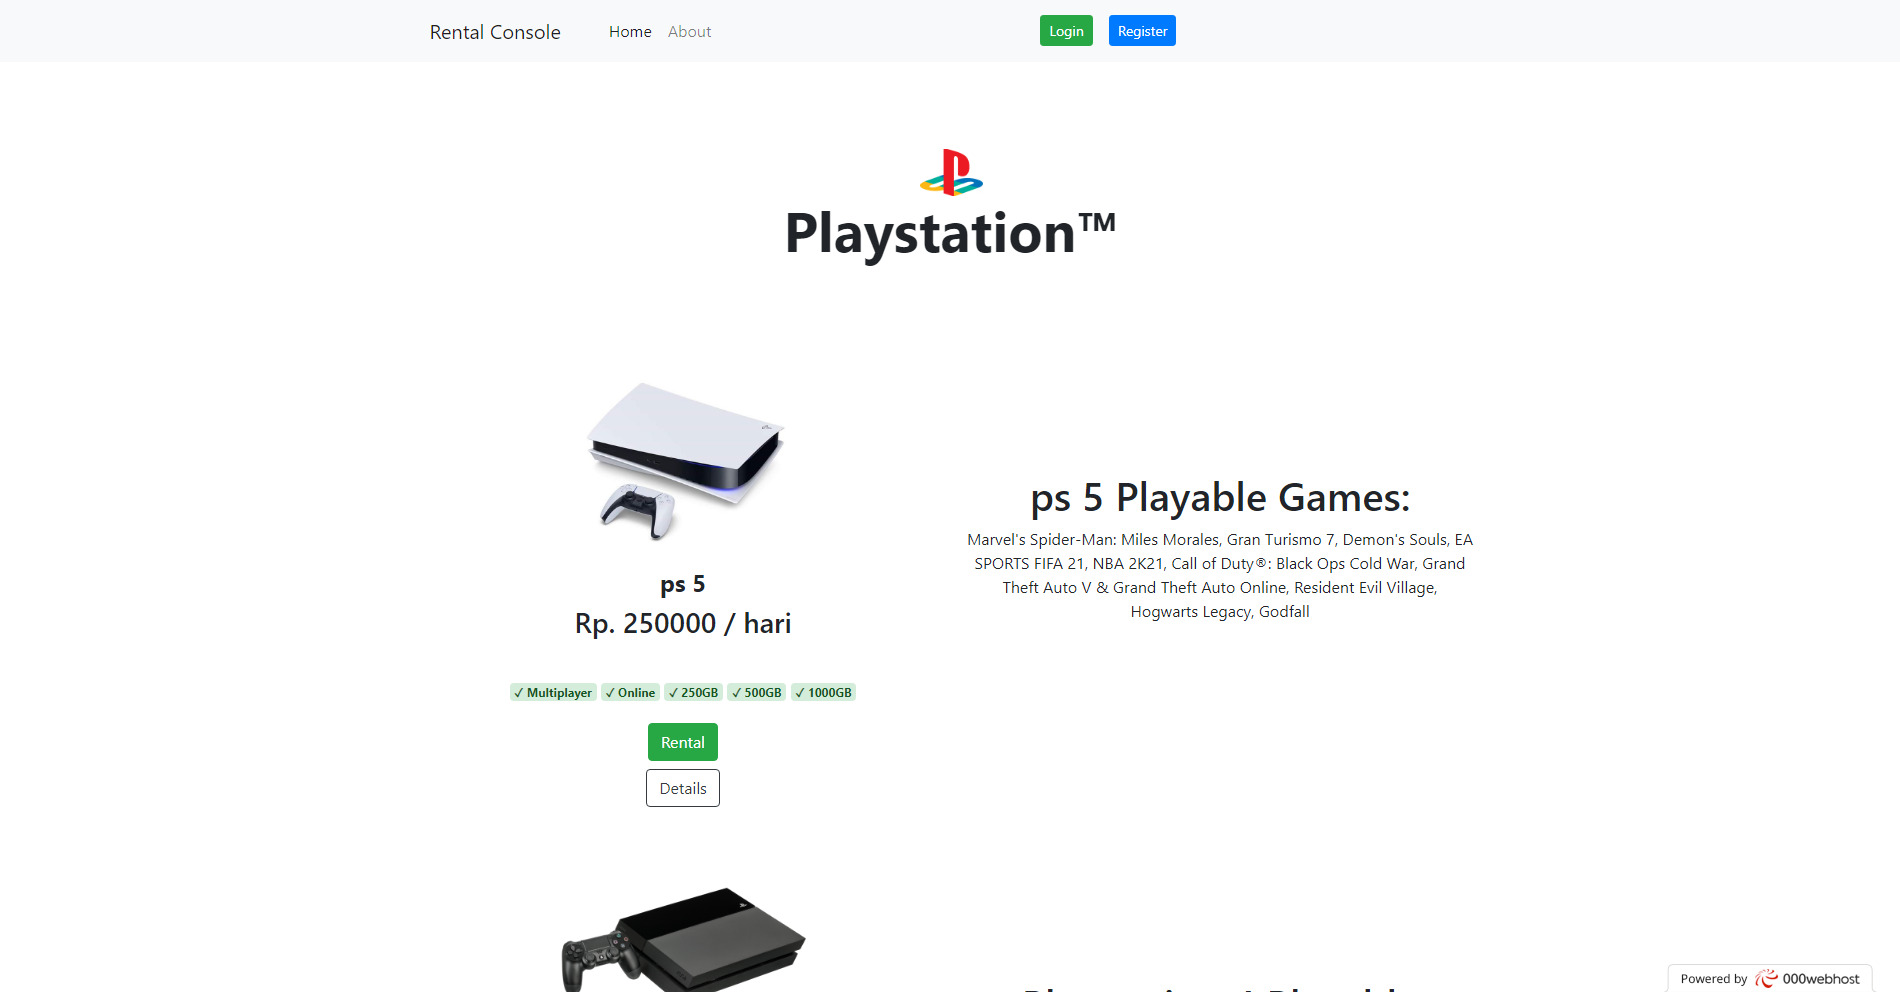 Rental Console
Home
About
Login
Register
Playstation™
ps 5
Rp. 250000 / hari
✓ Multiplayer ✓ Online ✓ 250GB ✓ 500GB ✓ 1000GB
Rental
Details
ps 5 Playable Games:
Marvel's Spider-Man: Miles Morales, Gran Turismo 7, Demon's Souls, EA
SPORTS FIFA 21, NBA 2K21, Call of Duty®: Black Ops Cold War, Grand
Theft Auto V & Grand Theft Auto Online, Resident Evil Village,
Hogwarts Legacy, Godfall
Powered by 000webhost